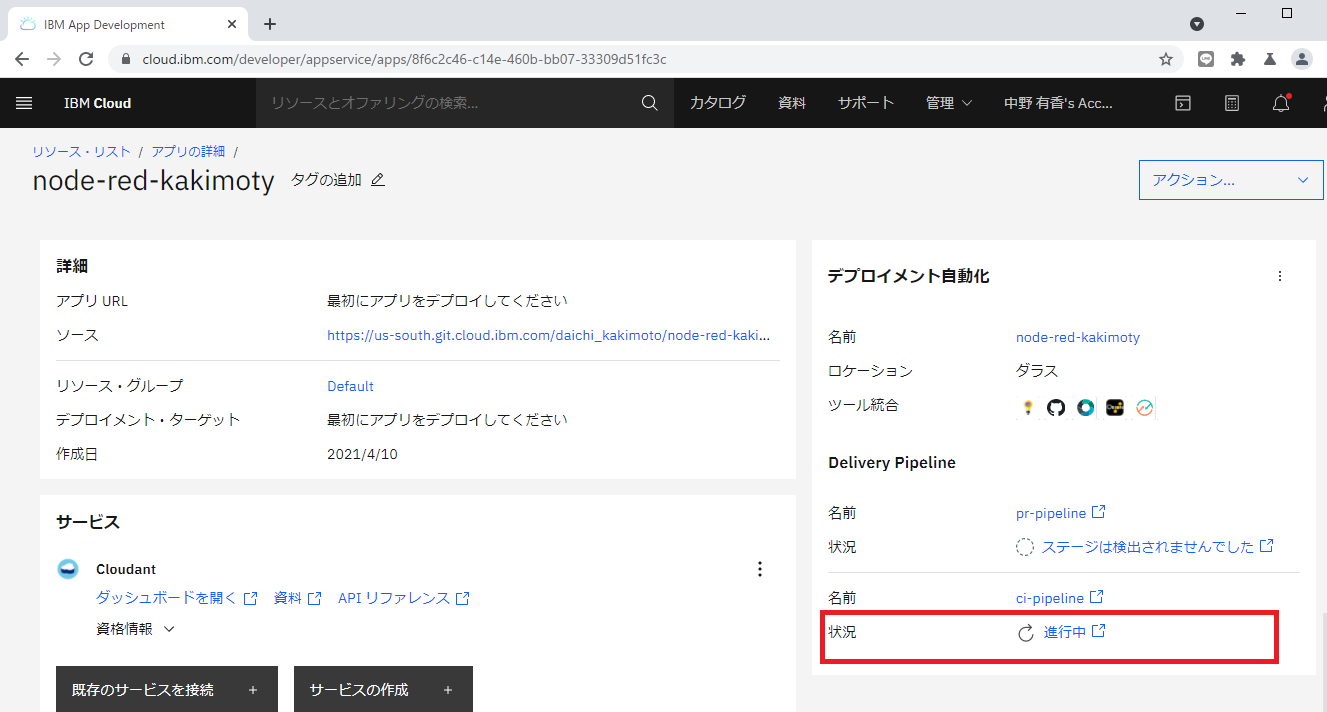 IBM App Development
cloud.ibm.com/developer/appservice/apps/8f6c2c46-c14e-460b-bb07-33309d51fc3c
IBM Cloud
リソースとオファリングの検索...
カタログ
資料
サポート
管理
中野 有香's Acc...
リソース・リスト / アプリの詳細 /
node-red-kakimoty
タグの追加
アクション...
詳細
アプリ URL 最初にアプリをデプロイしてください
ソース https://us-south.git.cloud.ibm.com/daichi_kakimoto/node-red-kaki...
リソース・グループ Default
デプロイメント・ターゲット 最初にアプリをデプロイしてください
作成日 2021/4/10
サービス
Cloudant
ダッシュボードを開く 資料 API リファレンス
資格情報
既存のサービスを接続 +
サービスの作成 +
デプロイメント自動化
名前 node-red-kakimoty
ロケーション ダラス
ツール統合
Delivery Pipeline
名前 pr-pipeline
状況 ステージは検出されませんでした
名前 ci-pipeline
状況 進行中